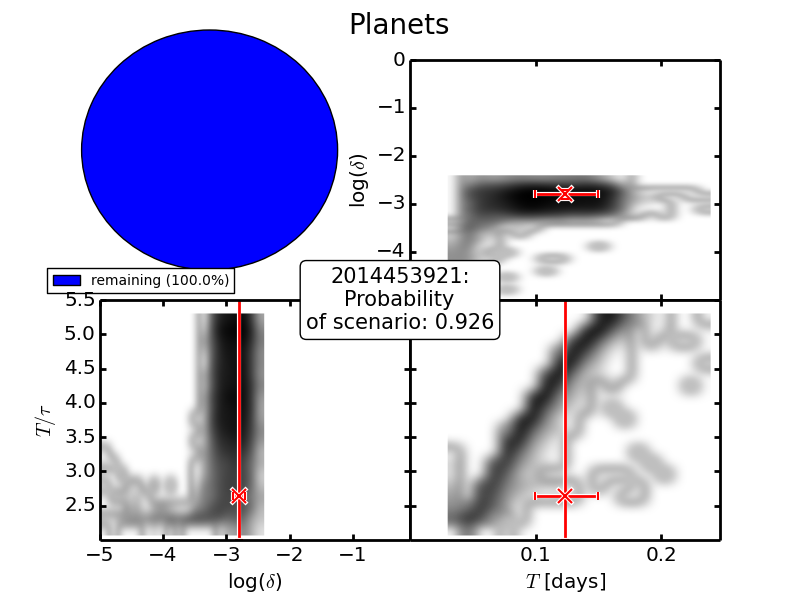 Planets
remaining (100.0%)
0
−1
−2
−3
−4
log(δ)
2014453921:
Probability
of scenario: 0.926
5.5
5.0
4.5
4.0
3.5
3.0
2.5
T/τ
−5 −4 −3 −2 −1
log(δ)
0.1 0.2
T [days]